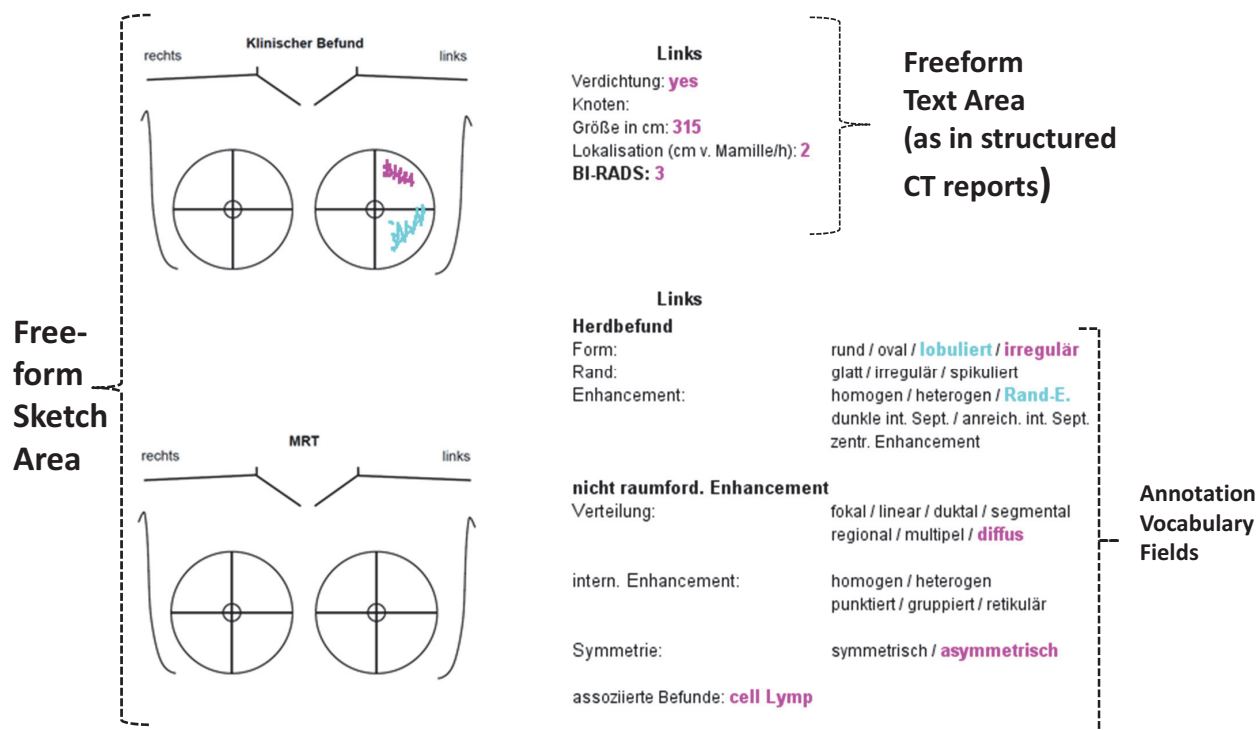 Klinischer Befund
rechts
links
Links
Verdichtung: yes
Knoten:
Größe in cm: 315
Lokalisation (cm v. Mamille/h): 2
BI-RADS: 3
Freeform
Text Area
(as in structured
CT reports)
Free-
form
Sketch
Area
Links
Herdbefund
Form: rund / oval / lobuliert / irregulär
Rand: glatt / irregulär / spikuliert
Enhancement: homogen / heterogen / Rand-E.
dunkle int. Sept. / anreich. int. Sept.
zentr. Enhancement
MRT
rechts
links
nicht raumford. Enhancement
Verteilung: fokal / linear / duktal / segmental
regional / multipel / diffus
intern. Enhancement: homogen / heterogen
punktiert / gruppiert / retikulär
Symmetrie: symmetrisch / asymmetrisch
assoziierte Befunde: cell Lymp
Annotation
Vocabulary
Fields